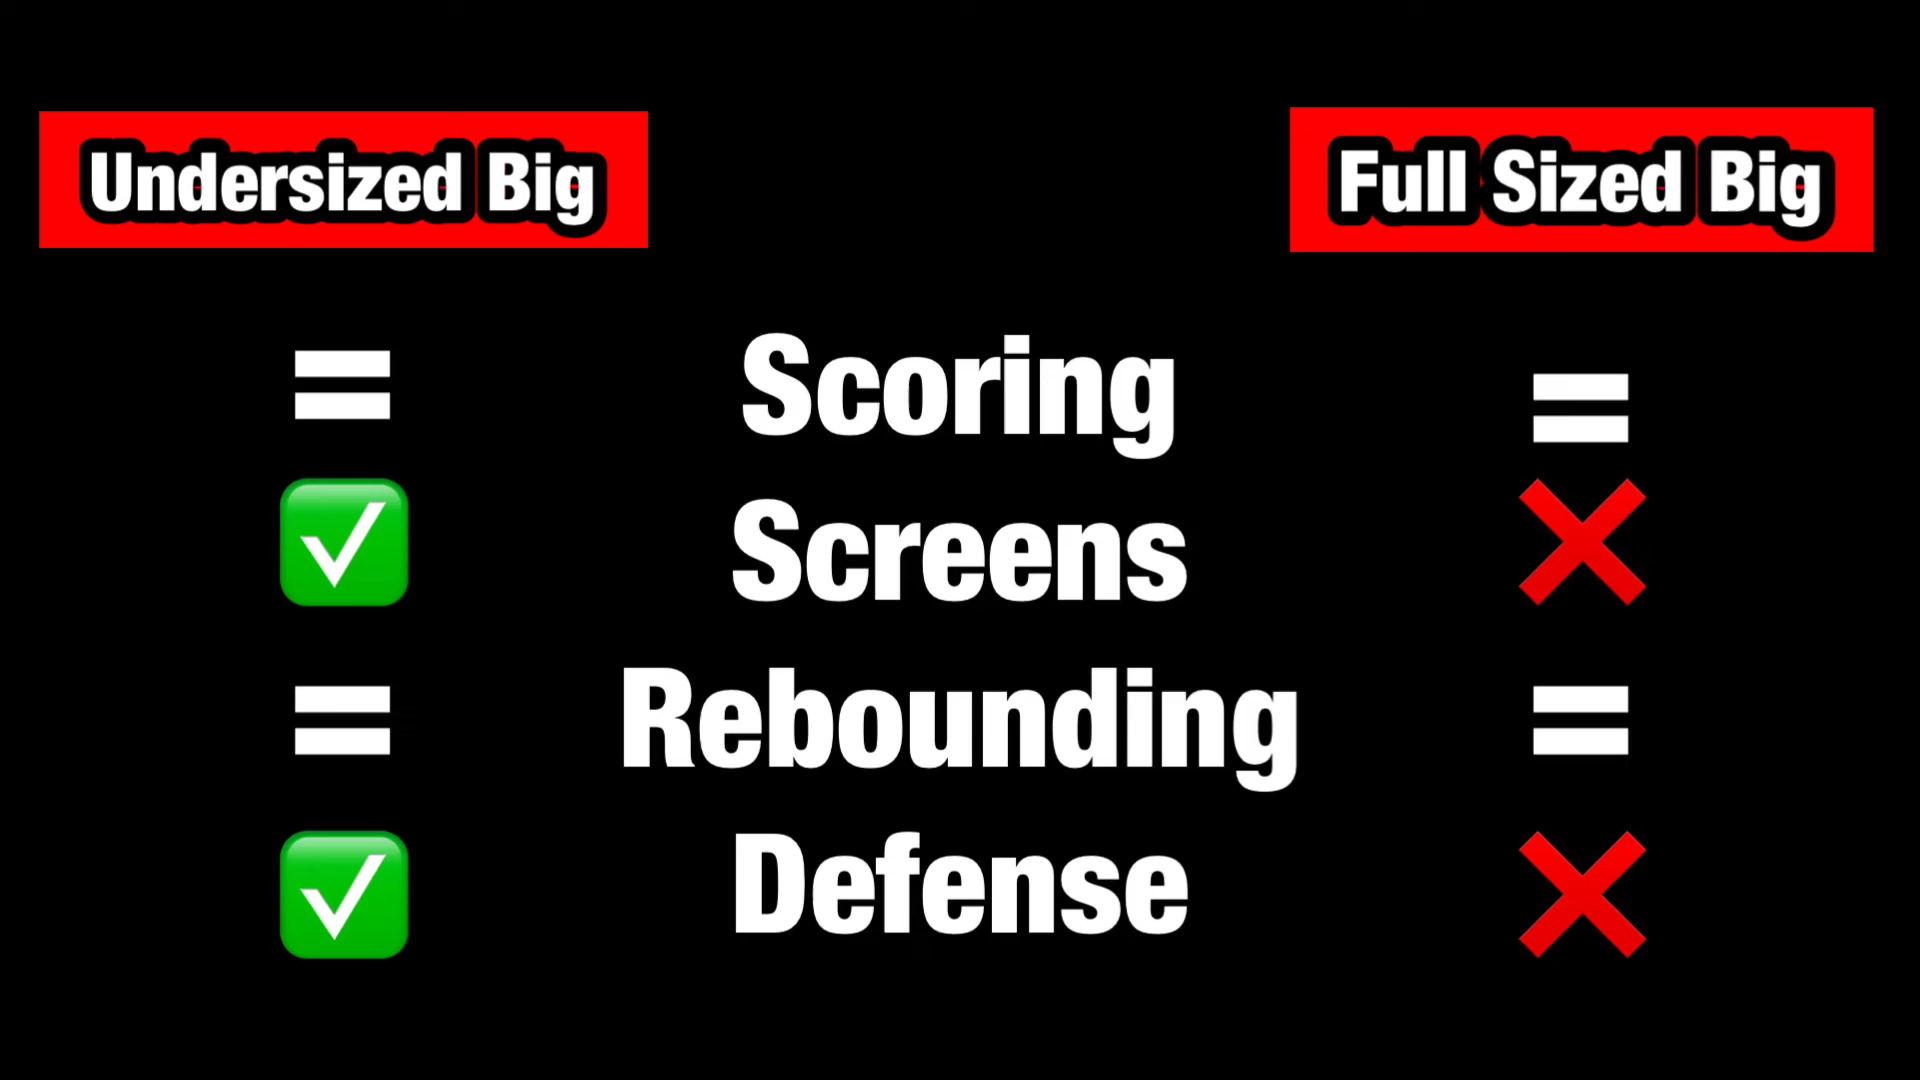 Undersized Big
Full Sized Big
= Scoring =
✅ Screens ❌
= Rebounding =
✅ Defense ❌